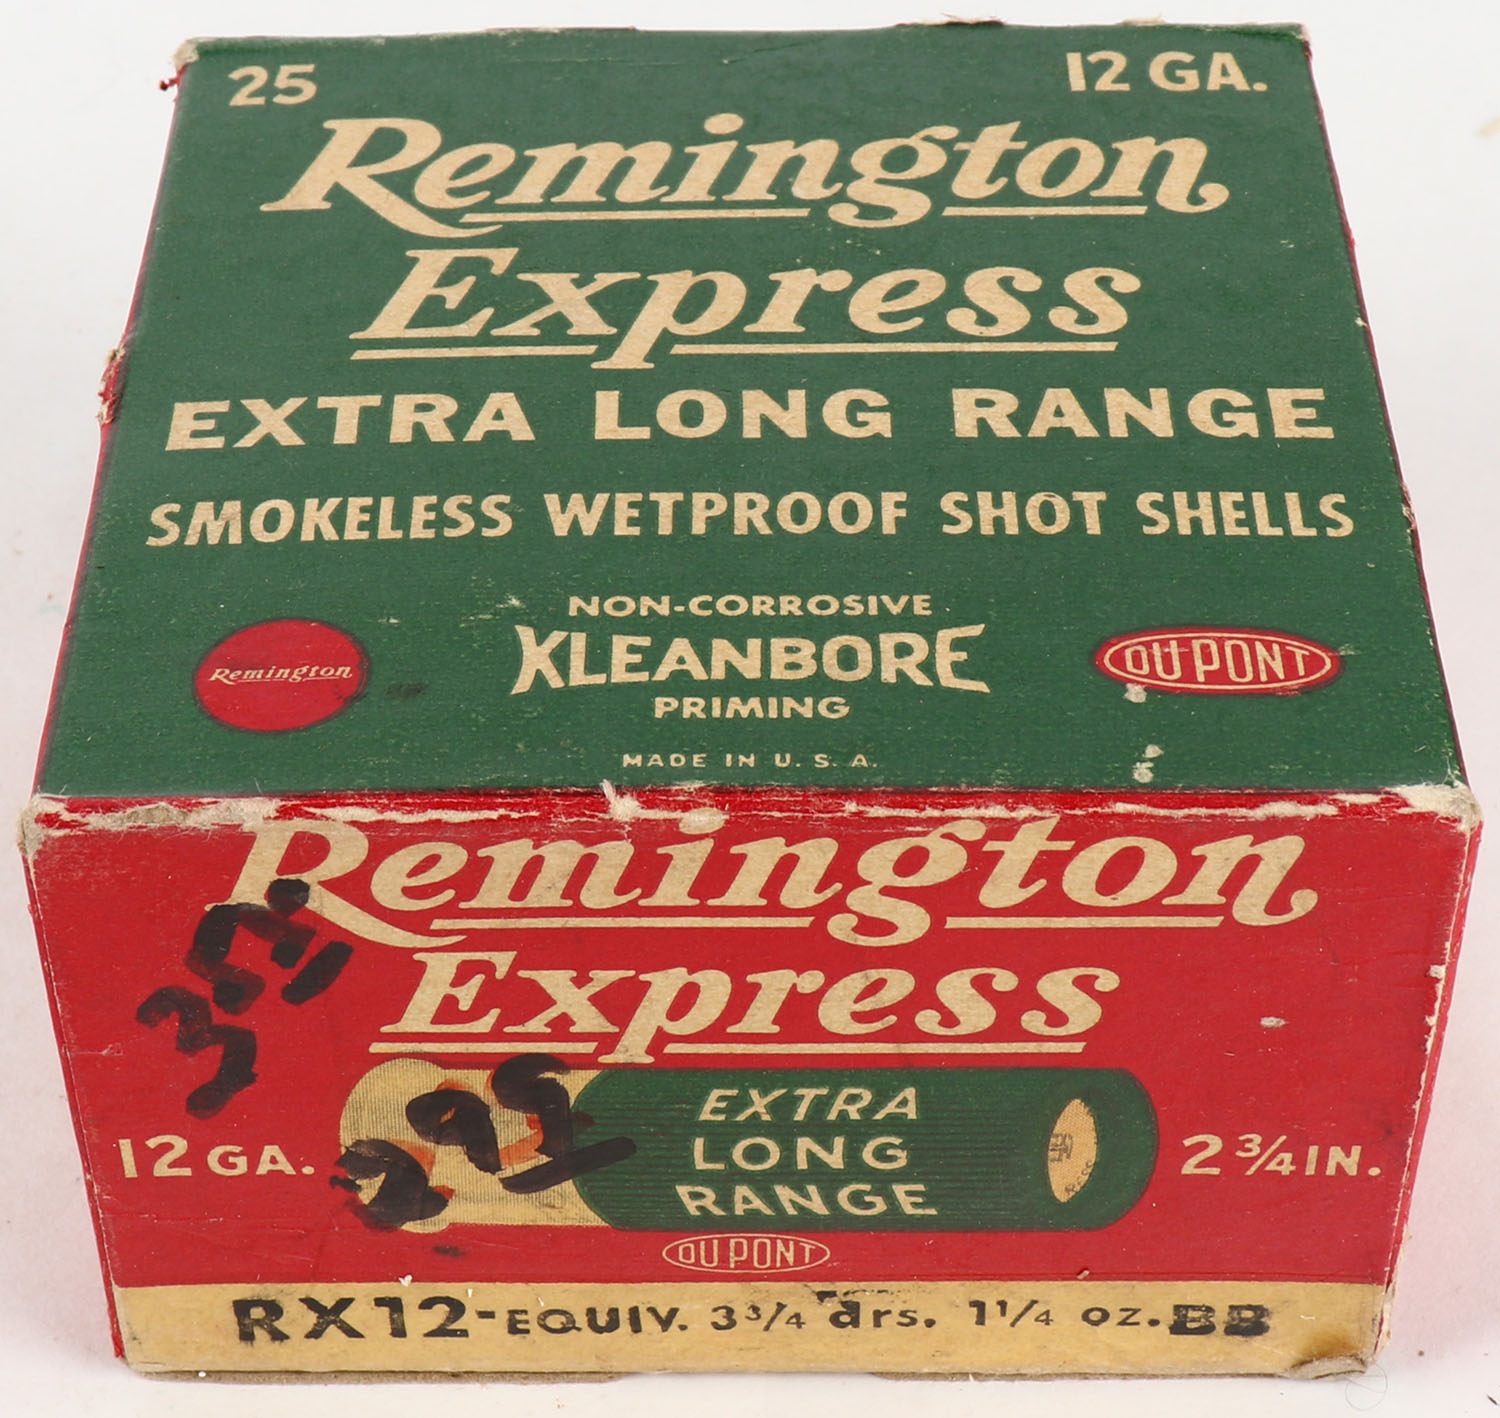 25 12 GA.
Remington
Express
EXTRA LONG RANGE
SMOKELESS WETPROOF SHOT SHELLS
NON-CORROSIVE
KLEANBORE
PRIMING
Remington
DU PONT
MADE IN U. S. A.
Remington
Express
EXTRA
LONG
RANGE
12 GA.
2 3/4 IN.
DU PONT
RX12-EQUIV. 3 3/4 drs. 1 1/4 oz. BB